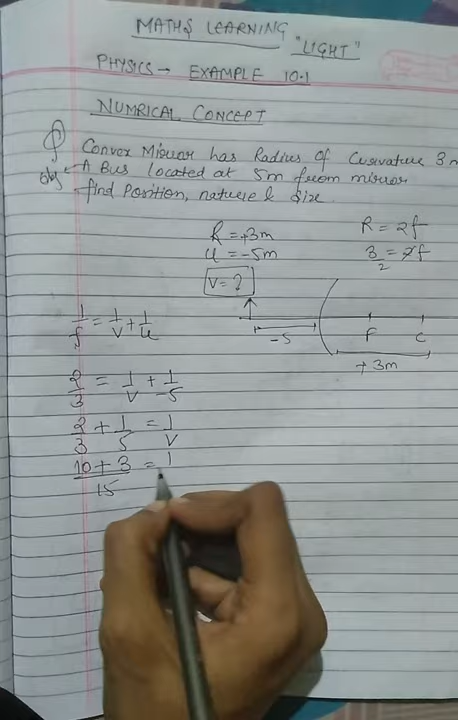 MATHS LEARNING
"LIGHT"
PHYSICS → EXAMPLE 10.1
NUMRICAL CONCEPT
Q Convex Mirror has Radius of Curvature 3m
Obj ← A Bus located at 5m from mirror
find Position, nature & Size.
R = +3m
u = -5m
V = ?
R = 2f
3/2 = 2f
1/f = 1/v + 1/u
-5
F
C
+3m
2/3 = 1/v + 1/-5
2/3 + 1/5 = 1/v
10 + 3 / 15 = 1